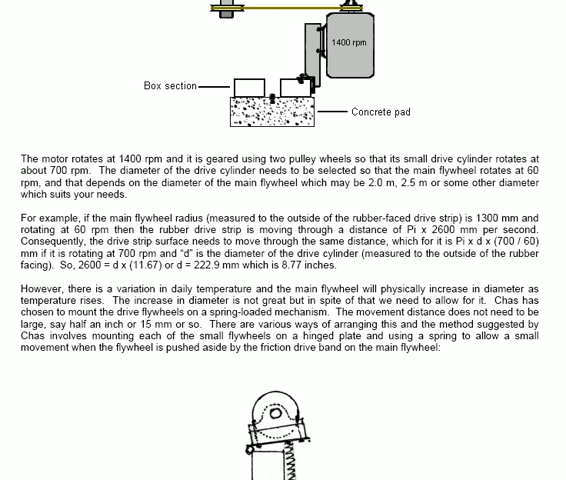 1400 rpm
Box section
Concrete pad
The motor rotates at 1400 rpm and it is geared using two pulley wheels so that its small drive cylinder rotates at
about 700 rpm. The diameter of the drive cylinder needs to be selected so that the main flywheel rotates at 60
rpm, and that depends on the diameter of the main flywheel which may be 2.0 m, 2.5 m or some other diameter
which suits your needs.
For example, if the main flywheel radius (measured to the outside of the rubber-faced drive strip) is 1300 mm and
rotating at 60 rpm then the rubber drive strip is moving through a distance of Pi x 2600 mm per second.
Consequently, the drive strip surface needs to move through the same distance, which for it is Pi x d x (700 / 60)
mm if it is rotating at 700 rpm and "d" is the diameter of the drive cylinder (measured to the outside of the rubber
facing). So, 2600 = d x (11.67) or d = 222.9 mm which is 8.77 inches.
However, there is a variation in daily temperature and the main flywheel will physically increase in diameter as
temperature rises. The increase in diameter is not great but in spite of that we need to allow for it. Chas has
chosen to mount the drive flywheels on a spring-loaded mechanism. The movement distance does not need to be
large, say half an inch or 15 mm or so. There are various ways of arranging this and the method suggested by
Chas involves mounting each of the small flywheels on a hinged plate and using a spring to allow a small
movement when the flywheel is pushed aside by the friction drive band on the main flywheel: